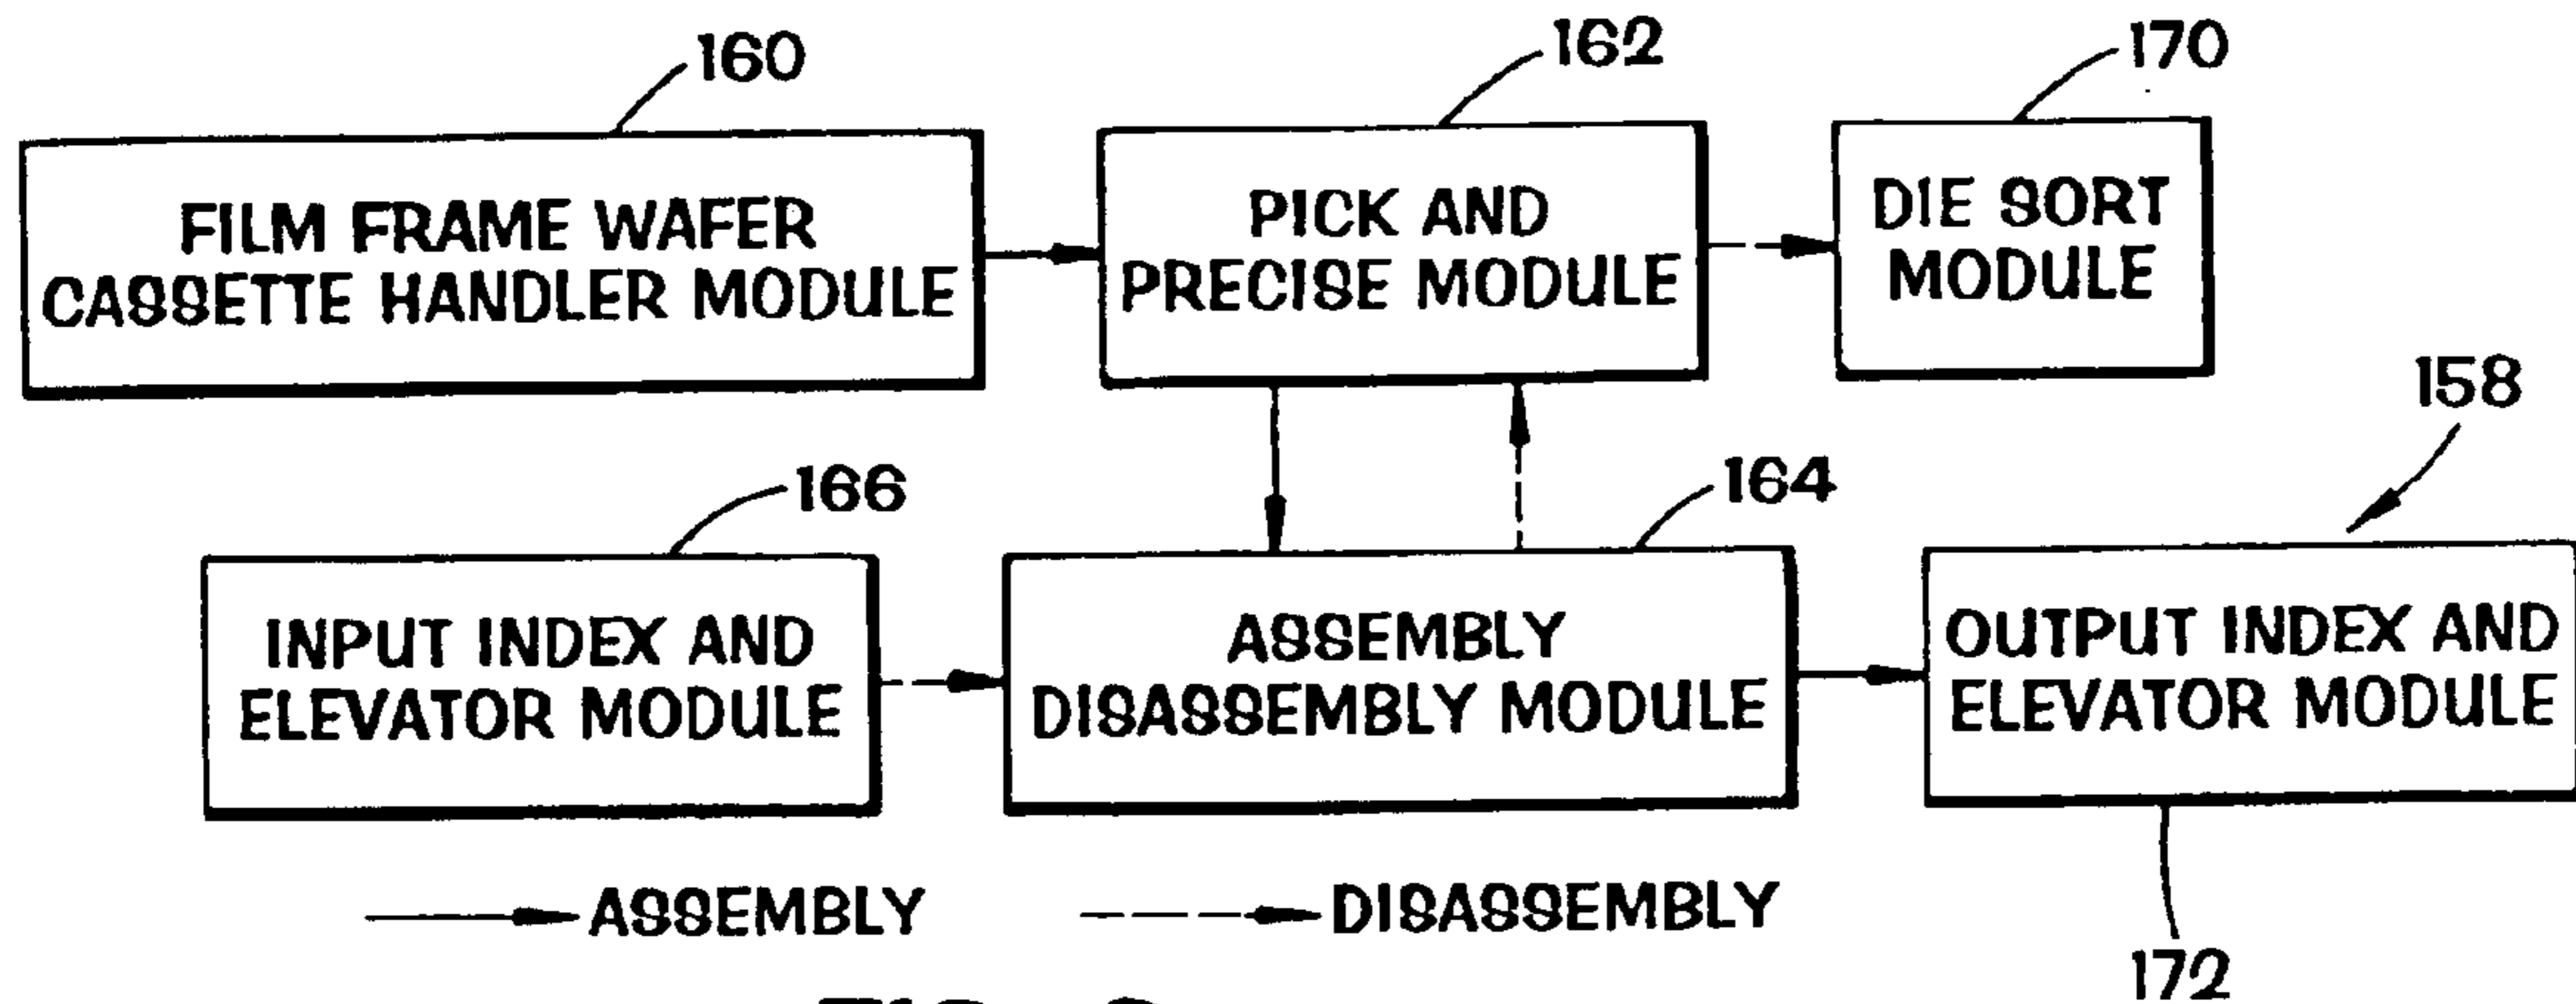 160
162
170
FILM FRAME WAFER
CASSETTE HANDLER MODULE
PICK AND
PRECISE MODULE
DIE SORT
MODULE
158
166
164
INPUT INDEX AND
ELEVATOR MODULE
ASSEMBLY
DISASSEMBLY MODULE
OUTPUT INDEX AND
ELEVATOR MODULE
ASSEMBLY
DISASSEMBLY
172